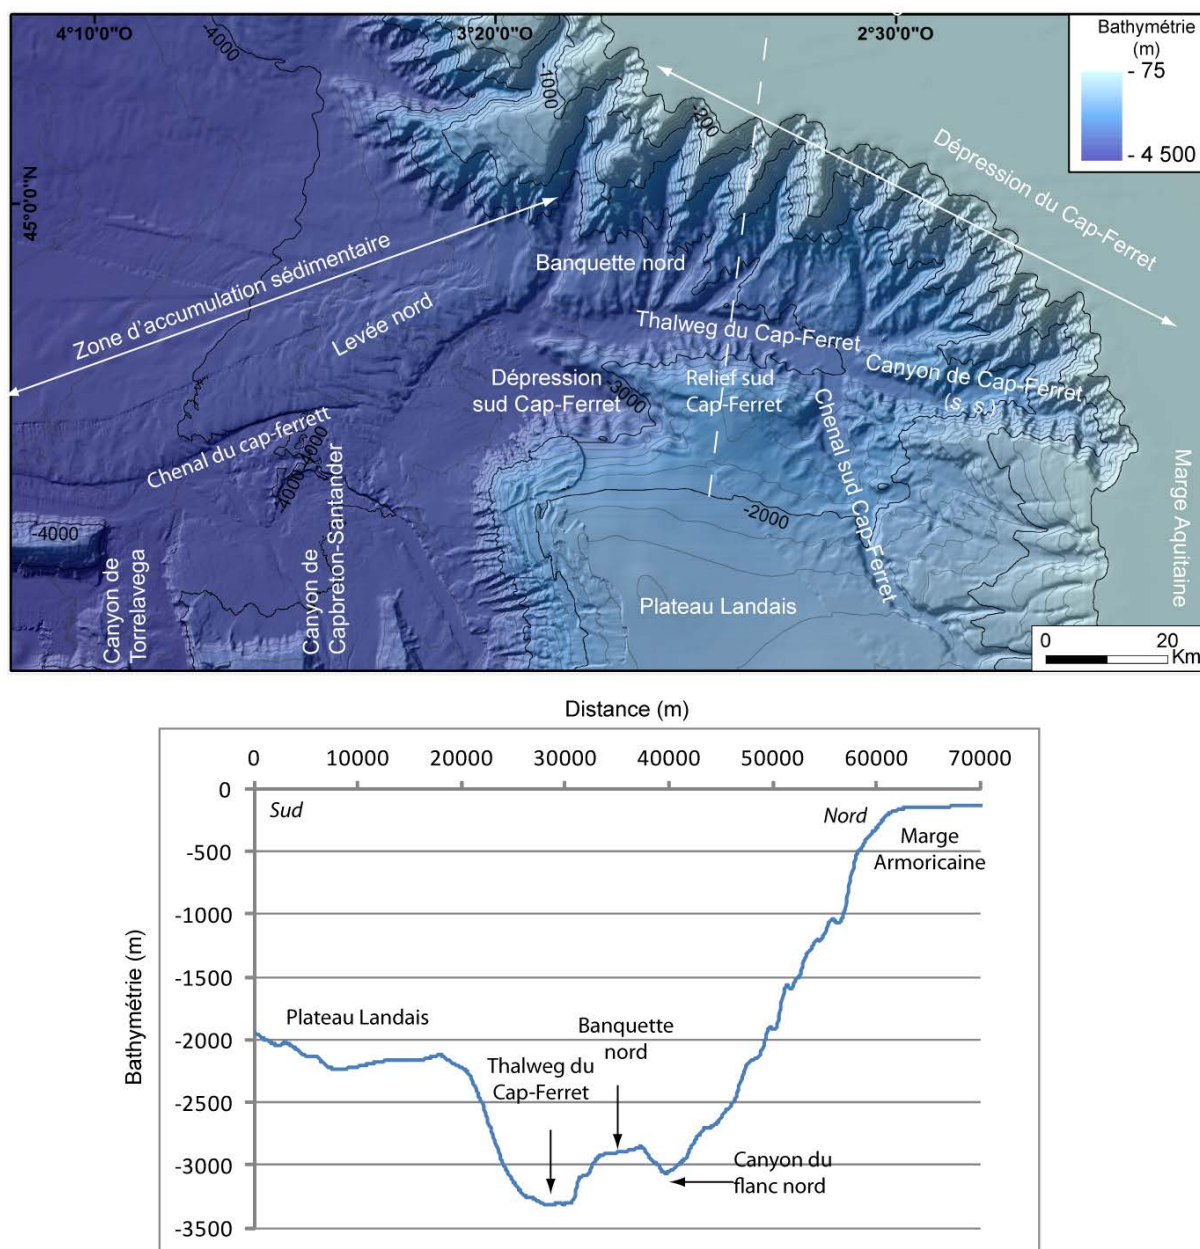 4°10'0"O
3°20'0"O
2°30'0"O
Bathymétrie
(m)
- 75
- 4 500
-4000
-1000
-200
45°0'0"N
Dépression du Cap-Ferret
Zone d'accumulation sédimentaire
Banquette nord
Levée nord
Thalweg du Cap-Ferret
Canyon de Cap-Ferret
(s. s.)
Dépression
sud Cap-Ferret
-3000
Relief sud
Cap-Ferret
Chenal sud Cap-Ferret
Chenal du cap-ferrett
-4000
-4000
-4000
-2000
Marge Aquitaine
Canyon de
Torrelavega
Canyon de
Capbreton-Santander
Plateau Landais
0 20
Km
Distance (m)
0 10000 20000 30000 40000 50000 60000 70000
0
Sud
Nord
Marge
Armoricaine
-500
-1000
-1500
-2000
-2500
-3000
-3500
Bathymétrie (m)
Plateau Landais
Banquette
nord
Thalweg du
Cap-Ferret
Canyon du
flanc nord